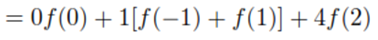 = 0f(0) + 1[f(−1) + f(1)] + 4f(2)